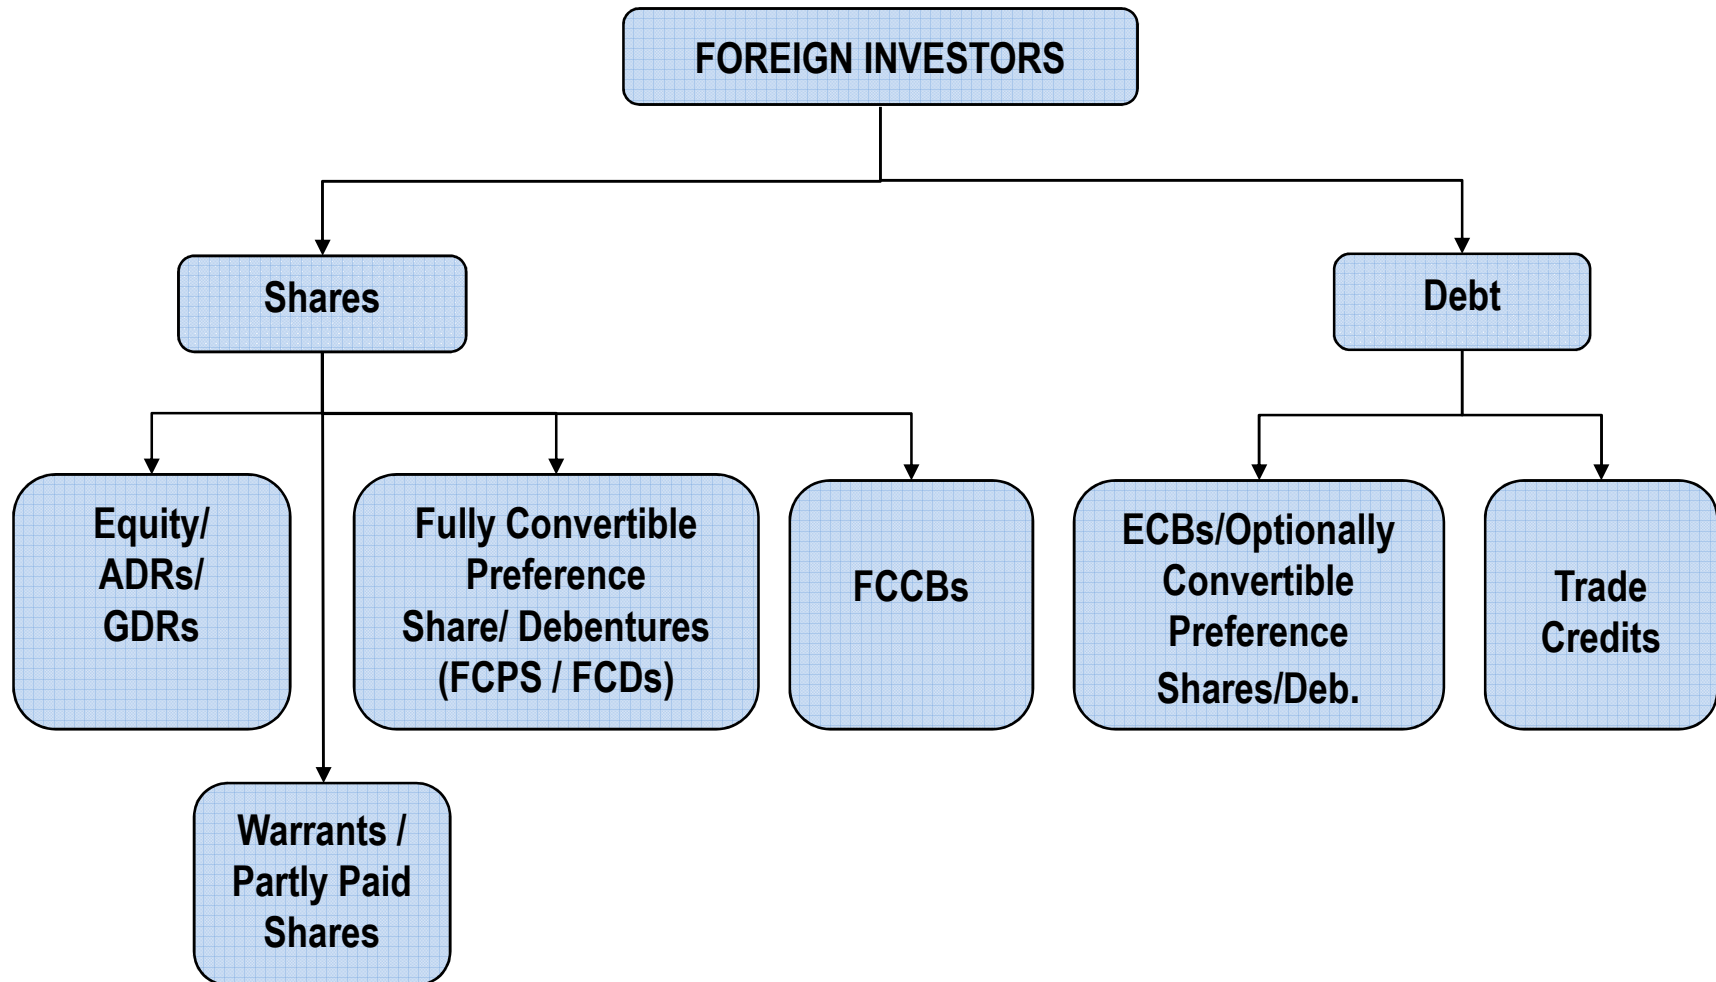 FOREIGN INVESTORS
Shares
Debt
Equity/
ADRs/
GDRs
Fully Convertible
Preference
Share/ Debentures
(FCPS / FCDs)
FCCBs
ECBs/Optionally
Convertible
Preference
Shares/Deb.
Trade
Credits
Warrants /
Partly Paid
Shares